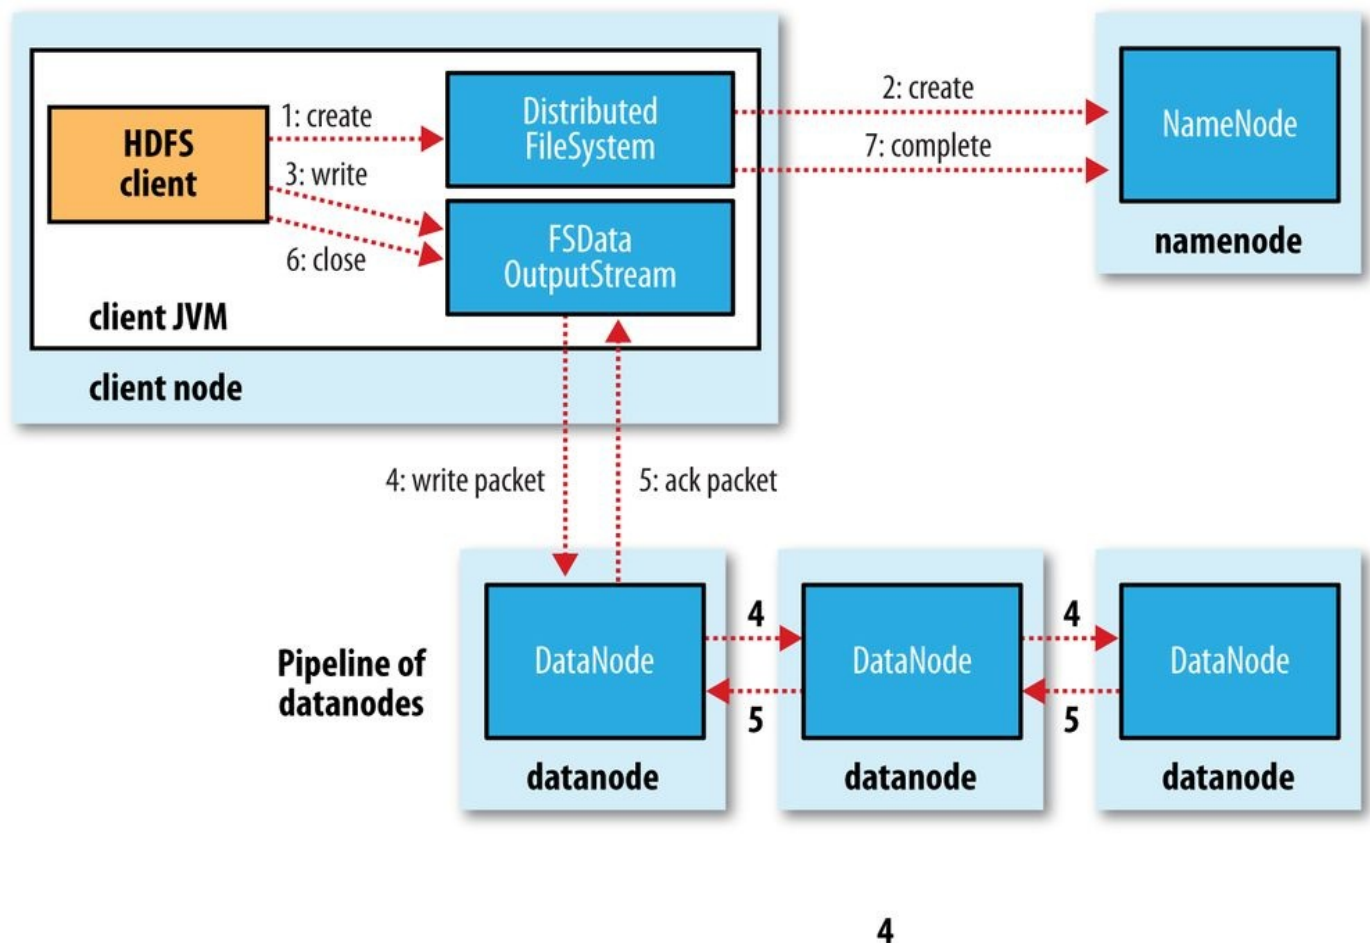 1: create
2: create
Distributed
FileSystem
NameNode
HDFS
client
3: write
7: complete
FSData
OutputStream
namenode
6: close
client JVM
client node
4: write packet
5: ack packet
4
4
Pipeline of
datanodes
DataNode
DataNode
DataNode
5
5
datanode
datanode
datanode
4